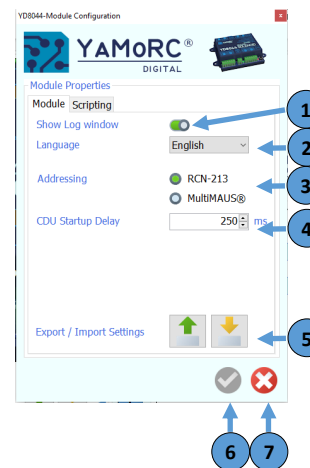 YD8044-Module Configuration
x
YAMORC®
DIGITAL
Module Properties
Module Scripting
Show Log window
Language English
Addressing RCN-213
MultiMAUS®
CDU Startup Delay 250 ms
Export / Import Settings
1
2
3
4
5
6
7